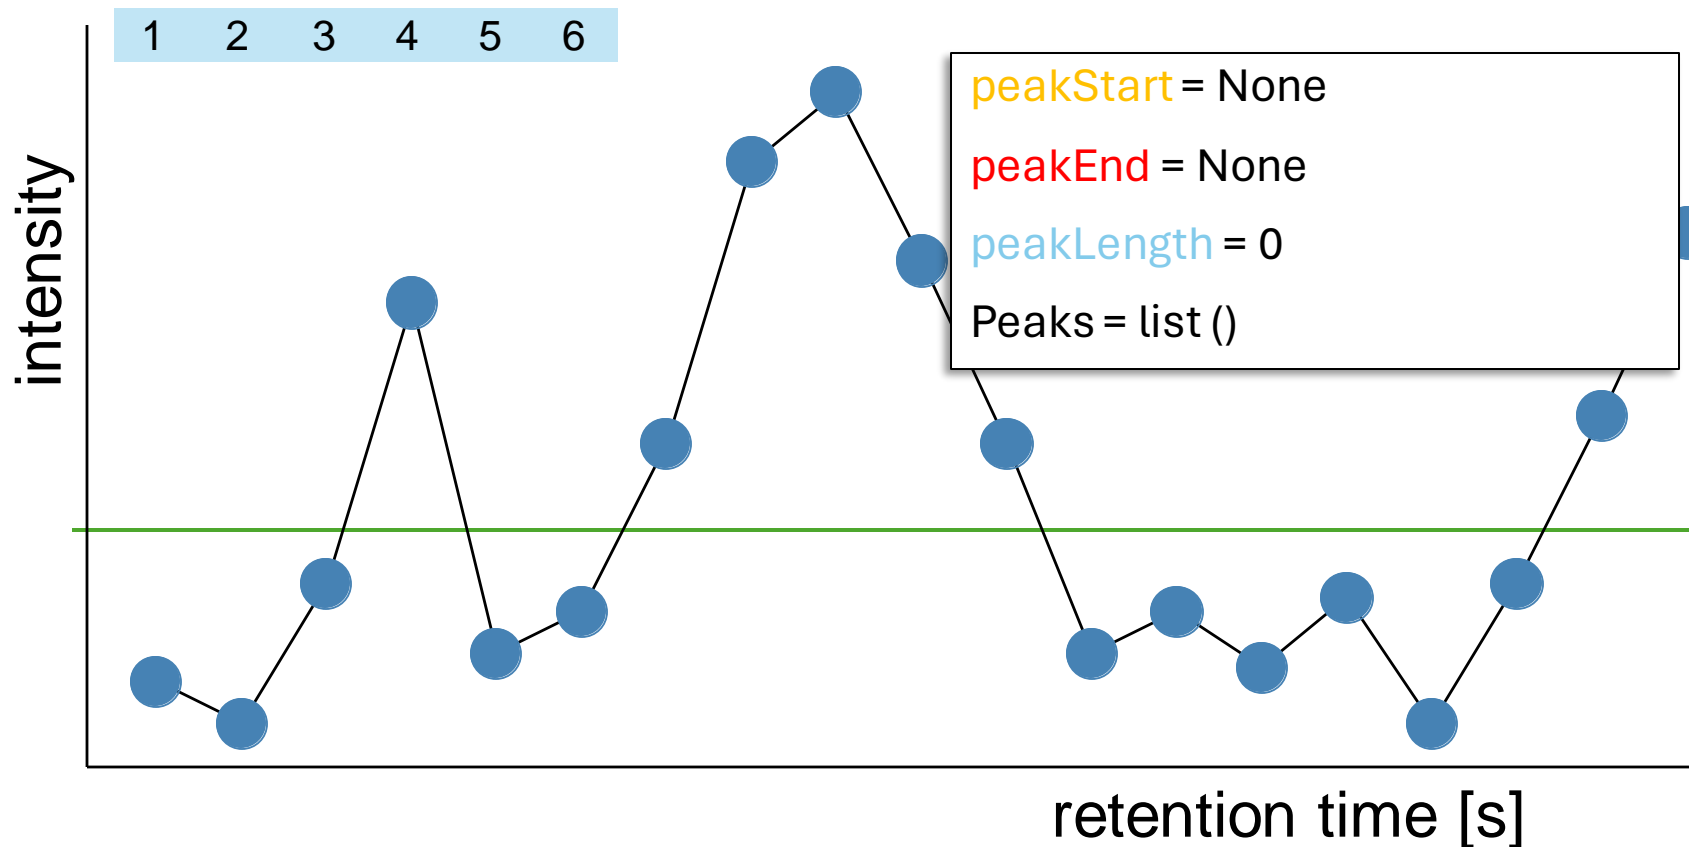 1 2 3 4 5 6
intensity
peakStart = None
peakEnd = None
peakLength = 0
Peaks = list ()
retention time [s]